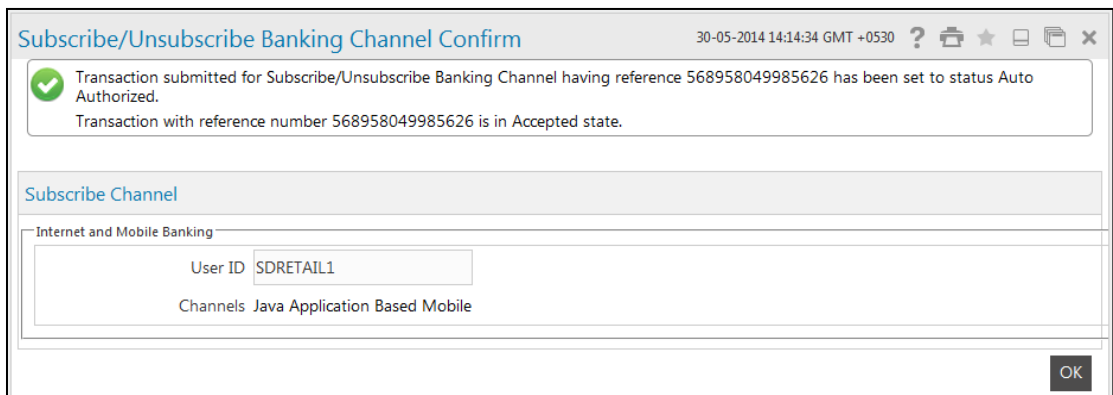 Subscribe/Unsubscribe Banking Channel Confirm
30-05-2014 14:14:34 GMT +0530 ?
Transaction submitted for Subscribe/Unsubscribe Banking Channel having reference 568958049985626 has been set to status Auto
Authorized.
Transaction with reference number 568958049985626 is in Accepted state.
Subscribe Channel
Internet and Mobile Banking
User ID SDRETAIL1
Channels Java Application Based Mobile
OK